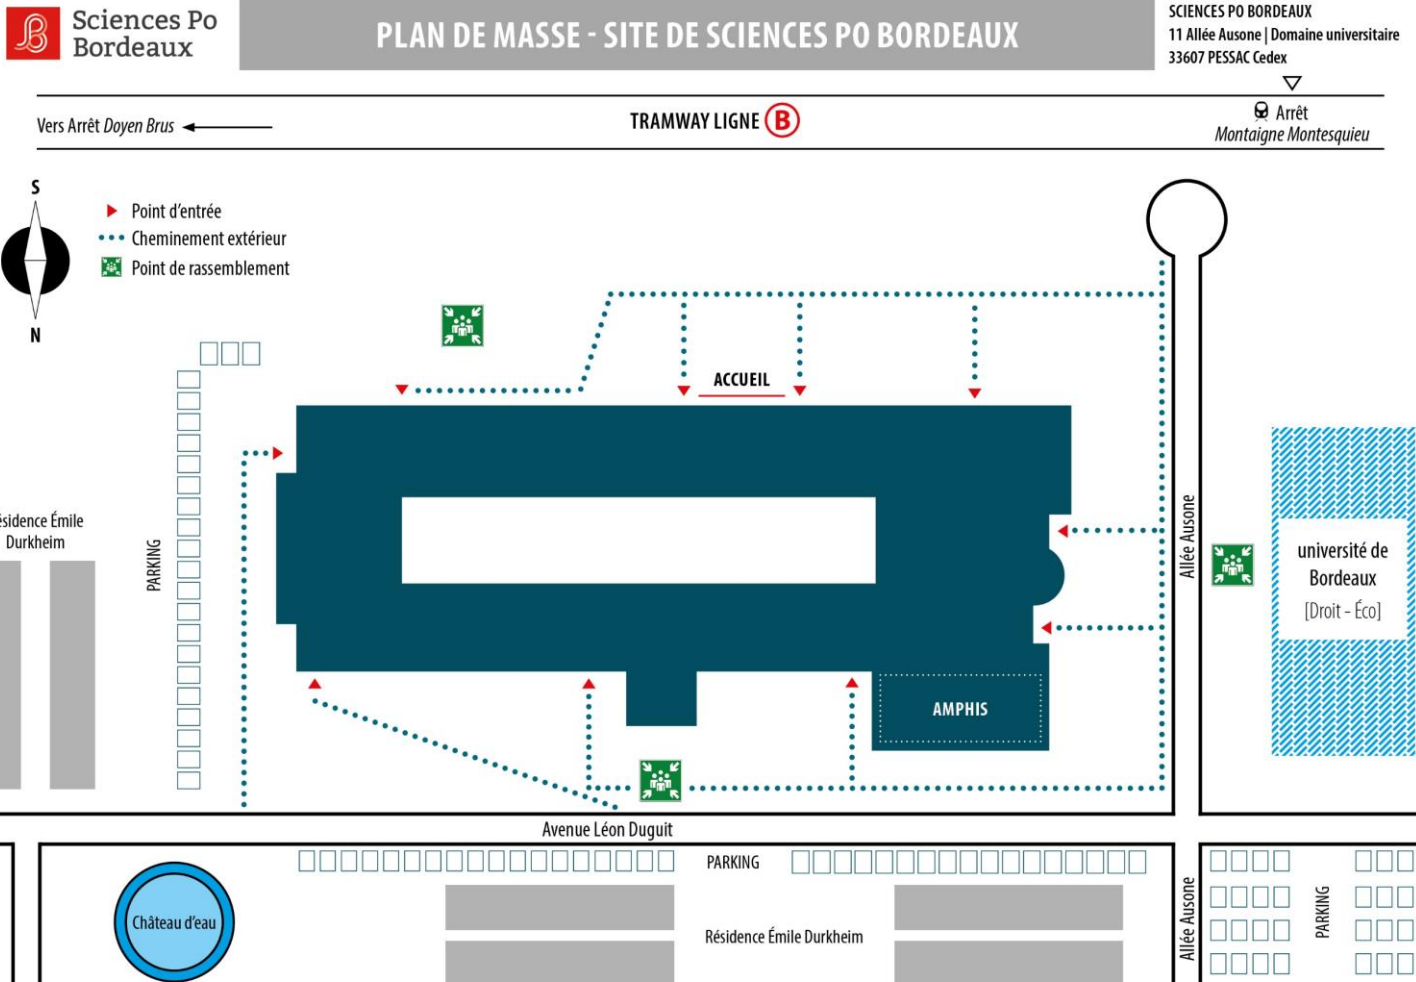 Sciences Po
Bordeaux
PLAN DE MASSE - SITE DE SCIENCES PO BORDEAUX
SCIENCES PO BORDEAUX
11 Allée Ausone | Domaine universitaire
33607 PESSAC Cedex
Vers Arrêt Doyen Brus
TRAMWAY LIGNE B
Arrêt
Montaigne Montesquieu
S
N
Point d'entrée
Cheminement extérieur
Point de rassemblement
ACCUEIL
ésidence Émile
Durkheim
PARKING
Allée Ausone
université de
Bordeaux
[Droit - Éco]
AMPHIS
Avenue Léon Duguit
PARKING
Château d'eau
Résidence Émile Durkheim
Allée Ausone
PARKING